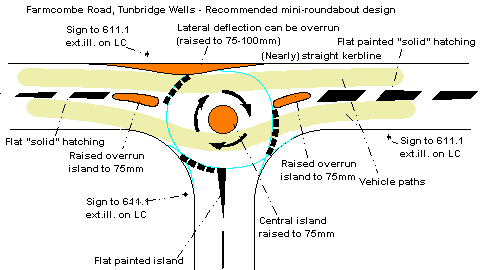 Farmcombe Road, Tunbridge Wells - Recommended mini-roundabout design
Sign to 611.1
ext.ill. on LC
Lateral deflection can be overrun
(raised to 75-100mm)
Flat painted "solid" hatching
(Nearly) straight kerbline
Flat "solid" hatching
Raised overrun
island to 75mm
Sign to 611.1
ext.ill. on LC
Raised overrun
island to 75mm
Vehicle paths
Sign to 641.1
ext.ill. on LC
Central island
raised to 75mm
Flat painted island